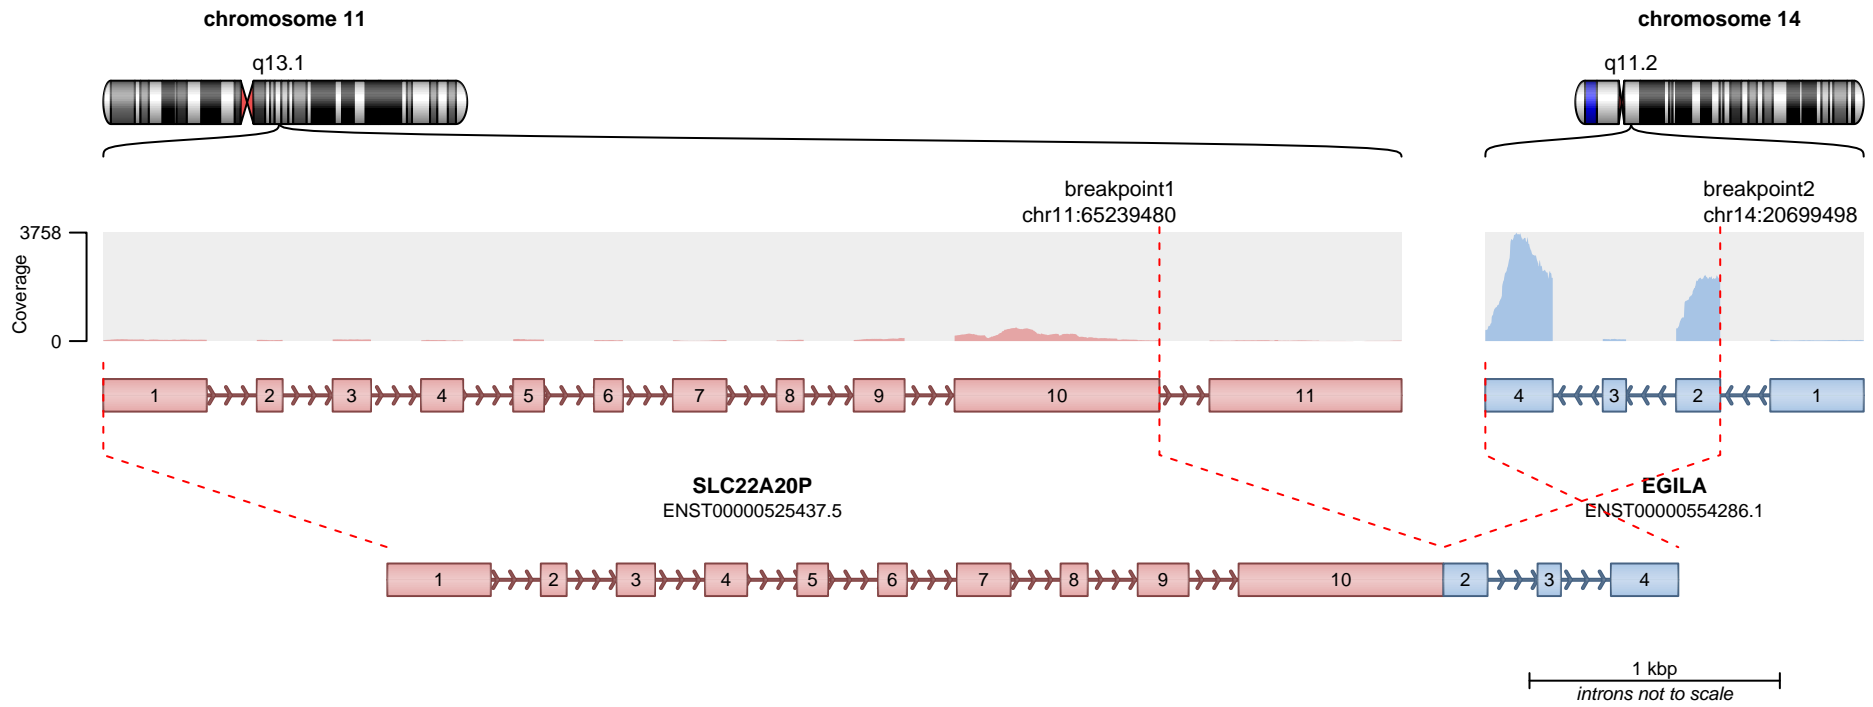 chromosome 11
chromosome 14
q13.1
q11.2
breakpoint1
chr11:65239480
breakpoint2
chr14:20699498
3758
Coverage
0
1 2 3 4 5 6 7 8 9 10 11
4 3 2 1
SLC22A20P
ENST00000525437.5
EGILA
ENST00000554286.1
1 2 3 4 5 6 7 8 9 10 2 3 4
1 kbp
introns not to scale